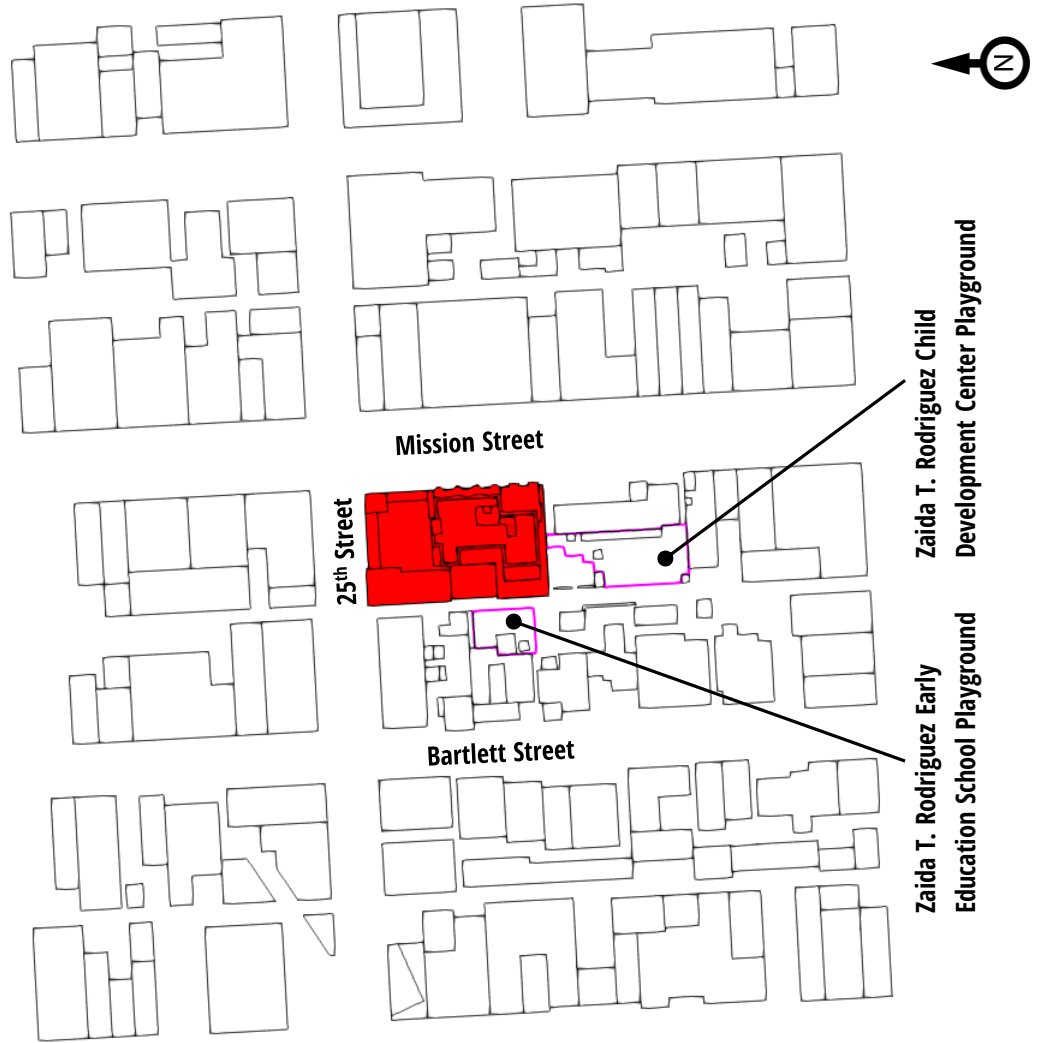 N
Mission Street
25th Street
Zaida T. Rodriguez Child
Development Center Playground
Bartlett Street
Zaida T. Rodriguez Early
Education School Playground